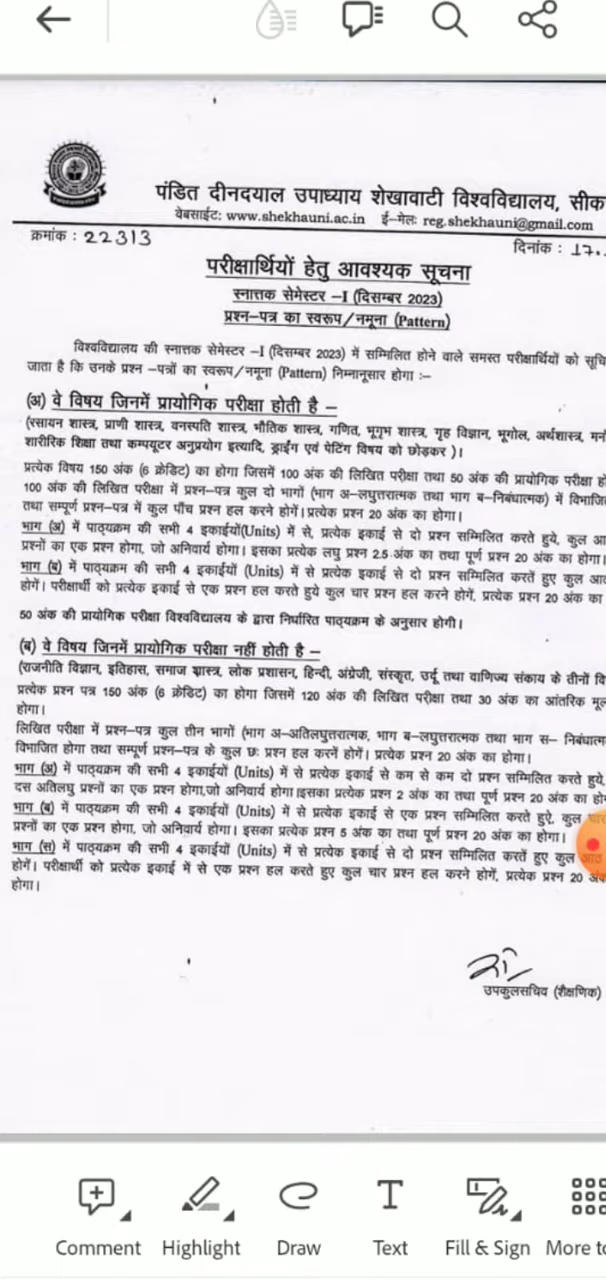 पंडित दीनदयाल उपाध्याय शेखावाटी विश्वविद्यालय, सीक
वेबसाईटः www.shekhauni.ac.in ई-मेलः reg.shekhauni@gmail.com
क्रमांक : 22313
दिनांक : 17.
परीक्षार्थियों हेतु आवश्यक सूचना
स्नात्तक सेमेस्टर -I (दिसम्बर 2023)
प्रश्न-पत्र का स्वरूप/नमूना (Pattern)
विश्वविद्यालय की स्नात्तक सेमेस्टर -I (दिसम्बर 2023) में सम्मिलित होने वाले समस्त परीक्षार्थियों को सूचि
जाता है कि उनके प्रश्न -पत्रों का स्वरूप/नमूना (Pattern) निम्नानुसार होगा :-
(अ) वे विषय जिनमें प्रायोगिक परीक्षा होती है –
(रसायन शास्त्र, प्राणी शास्त्र, वनस्पति शास्त्र, भौतिक शास्त्र, गणित, भूगृभ शास्त्र, गृह विज्ञान, भूगोल, अर्थशास्त्र, मनो
शारीरिक शिक्षा तथा कम्प्यूटर अनुप्रयोग इत्यादि, ड्राईंग एवं पेटिंग विषय को छोड़कर )।
प्रत्येक विषय 150 अंक (6 क्रेडिट) का होगा जिसमें 100 अंक की लिखित परीक्षा तथा 50 अंक की प्रायोगिक परीक्षा हो
100 अंक की लिखित परीक्षा में प्रश्न-पत्र कुल दो भागों (भाग अ-लघुत्तरात्मक तथा भाग ब-निबंधात्मक) में विभाजि
तथा सम्पूर्ण प्रश्न-पत्र में कुल पाँच प्रश्न हल करने होगें। प्रत्येक प्रश्न 20 अंक का होगा।
भाग (अ) में पाठ्यक्रम की सभी 4 इकाईयों(Units) में से, प्रत्येक इकाई से दो प्रश्न सम्मिलित करते हुये, कुल आ
प्रश्नों का एक प्रश्न होगा, जो अनिवार्य होगा। इसका प्रत्येक लघु प्रश्न 2.5 अंक का तथा पूर्ण प्रश्न 20 अंक का होगा।
भाग (ब) में पाठ्यक्रम की सभी 4 इकाईयों (Units) में से प्रत्येक इकाई से दो प्रश्न सम्मिलित करतें हुए कुल आठ
होगें। परीक्षार्थी को प्रत्येक इकाई से एक प्रश्न हल करते हुये कुल चार प्रश्न हल करने होगें, प्रत्येक प्रश्न 20 अंक का
50 अंक की प्रायोगिक परीक्षा विश्वविद्यालय के द्वारा निर्धारित पाठ्यक्रम के अनुसार होगी।
(ब) वे विषय जिनमें प्रायोगिक परीक्षा नहीं होती है –
(राजनीति विज्ञान, इतिहास, समाज शास्त्र, लोक प्रशासन, हिन्दी, अंग्रेजी, संस्कृत, उर्दू तथा वाणिज्य संकाय के तीनों वि
प्रत्येक प्रश्न पत्र 150 अंक (6 क्रेडिट) का होगा जिसमें 120 अंक की लिखित परीक्षा तथा 30 अंक का आंतरिक मूल
होगा।
लिखित परीक्षा में प्रश्न-पत्र कुल तीन भागों (भाग अ-अतिलघुत्तरात्मक, भाग ब-लघुत्तरात्मक तथा भाग स- निबंधात्म
विभाजित होगा तथा सम्पूर्ण प्रश्न-पत्र के कुल छः प्रश्न हल करनें होगें। प्रत्येक प्रश्न 20 अंक का होगा।
भाग (अ) में पाठ्यक्रम की सभी 4 इकाईयों (Units) में से प्रत्येक इकाई से कम से कम दो प्रश्न सम्मिलित करते हुये,
दस अतिलघु प्रश्नों का एक प्रश्न होगा,जो अनिवार्य होगा।इसका प्रत्येक प्रश्न 2 अंक का तथा पूर्ण प्रश्न 20 अंक का हो
भाग (ब) में पाठ्यक्रम की सभी 4 इकाईयों (Units) में से प्रत्येक इकाई से एक प्रश्न सम्मिलित करते हुऐ, कुल चार
प्रश्नों का एक प्रश्न होगा, जो अनिवार्य होगा। इसका प्रत्येक प्रश्न 5 अंक का तथा पूर्ण प्रश्न 20 अंक का होगा।
भाग (स) में पाठ्यक्रम की सभी 4 इकाईयों (Units) में से प्रत्येक इकाई से दो प्रश्न सम्मिलित करतें हुए कुल आठ
होगें। परीक्षार्थी को प्रत्येक इकाई में से एक प्रश्न हल करते हुए कुल चार प्रश्न हल करने होगें, प्रत्येक प्रश्न 20 अंक
होगा।
उपकुलसचिव (शैक्षणिक)
Comment Highlight Draw Text Fill & Sign More to